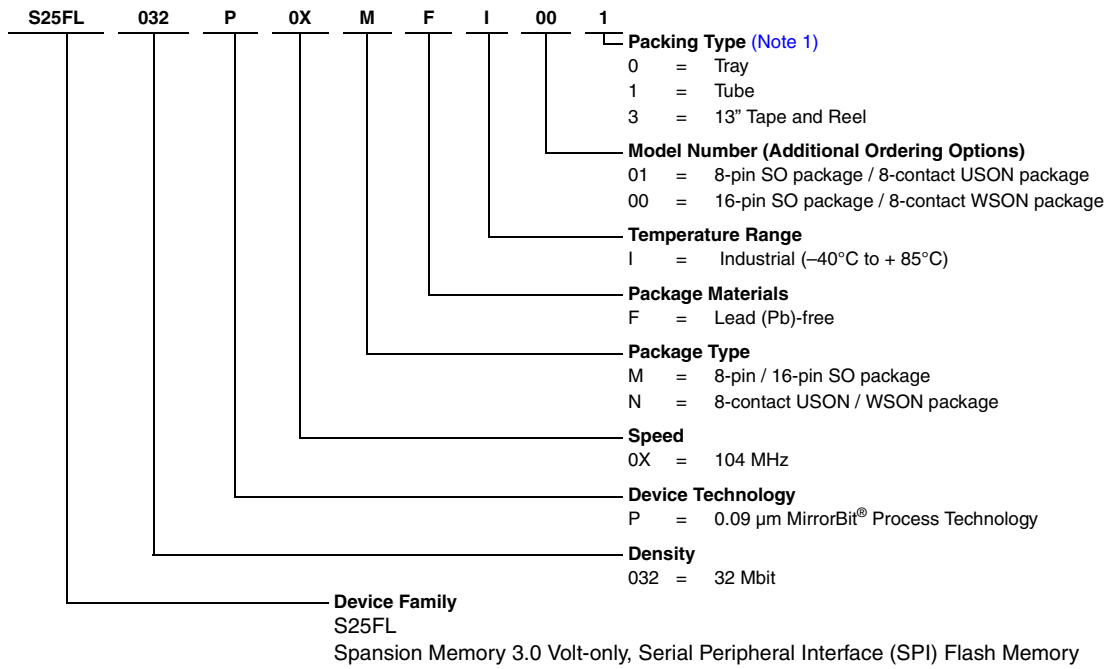 S25FL 032 P 0X M F I 00 1
Packing Type (Note 1)
0 = Tray
1 = Tube
3 = 13” Tape and Reel
Model Number (Additional Ordering Options)
01 = 8-pin SO package / 8-contact USON package
00 = 16-pin SO package / 8-contact WSON package
Temperature Range
I = Industrial (–40°C to + 85°C)
Package Materials
F = Lead (Pb)-free
Package Type
M = 8-pin / 16-pin SO package
N = 8-contact USON / WSON package
Speed
0X = 104 MHz
Device Technology
P = 0.09 µm MirrorBit® Process Technology
Density
032 = 32 Mbit
Device Family
S25FL
Spansion Memory 3.0 Volt-only, Serial Peripheral Interface (SPI) Flash Memory